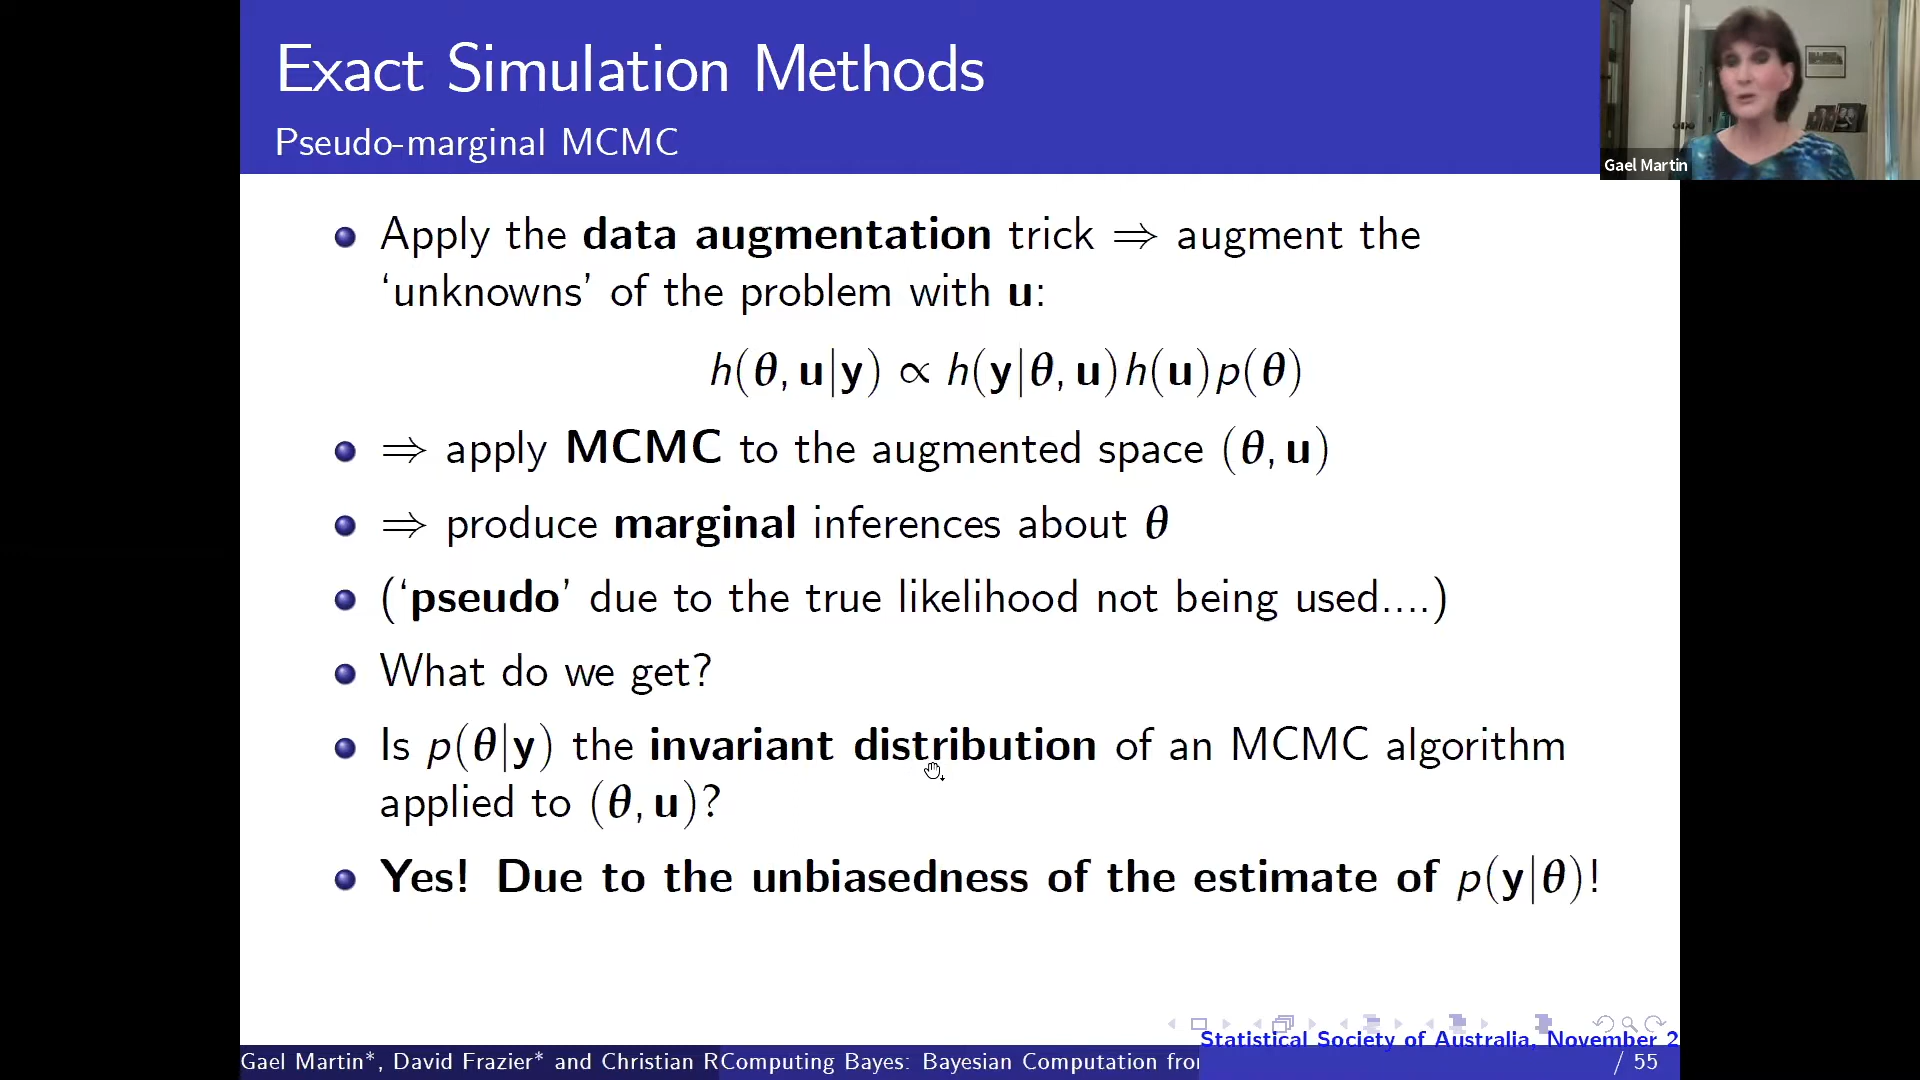 Exact Simulation Methods
Pseudo-marginal MCMC
Gael Martin
Apply the data augmentation trick ⇒ augment the
‘unknowns’ of the problem with u:
h(θ, u|y) ∝ h(y|θ, u)h(u)p(θ)
⇒ apply MCMC to the augmented space (θ, u)
⇒ produce marginal inferences about θ
(‘pseudo’ due to the true likelihood not being used....)
What do we get?
Is p(θ|y) the invariant distribution of an MCMC algorithm
applied to (θ, u)?
Yes! Due to the unbiasedness of the estimate of p(y|θ)!
Statistical Society of Australia, November 2
Gael Martin*, David Frazier* and Christian R
Computing Bayes: Bayesian Computation from
/ 55